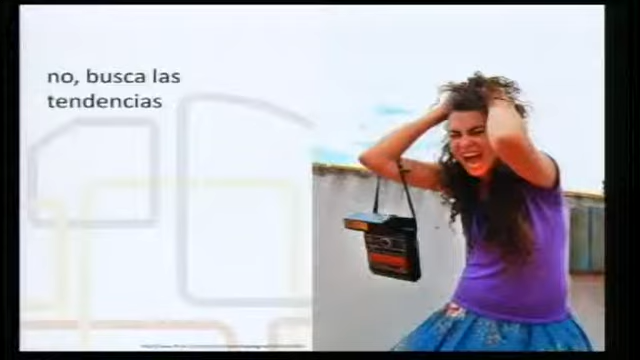 no, busca las
tendencias